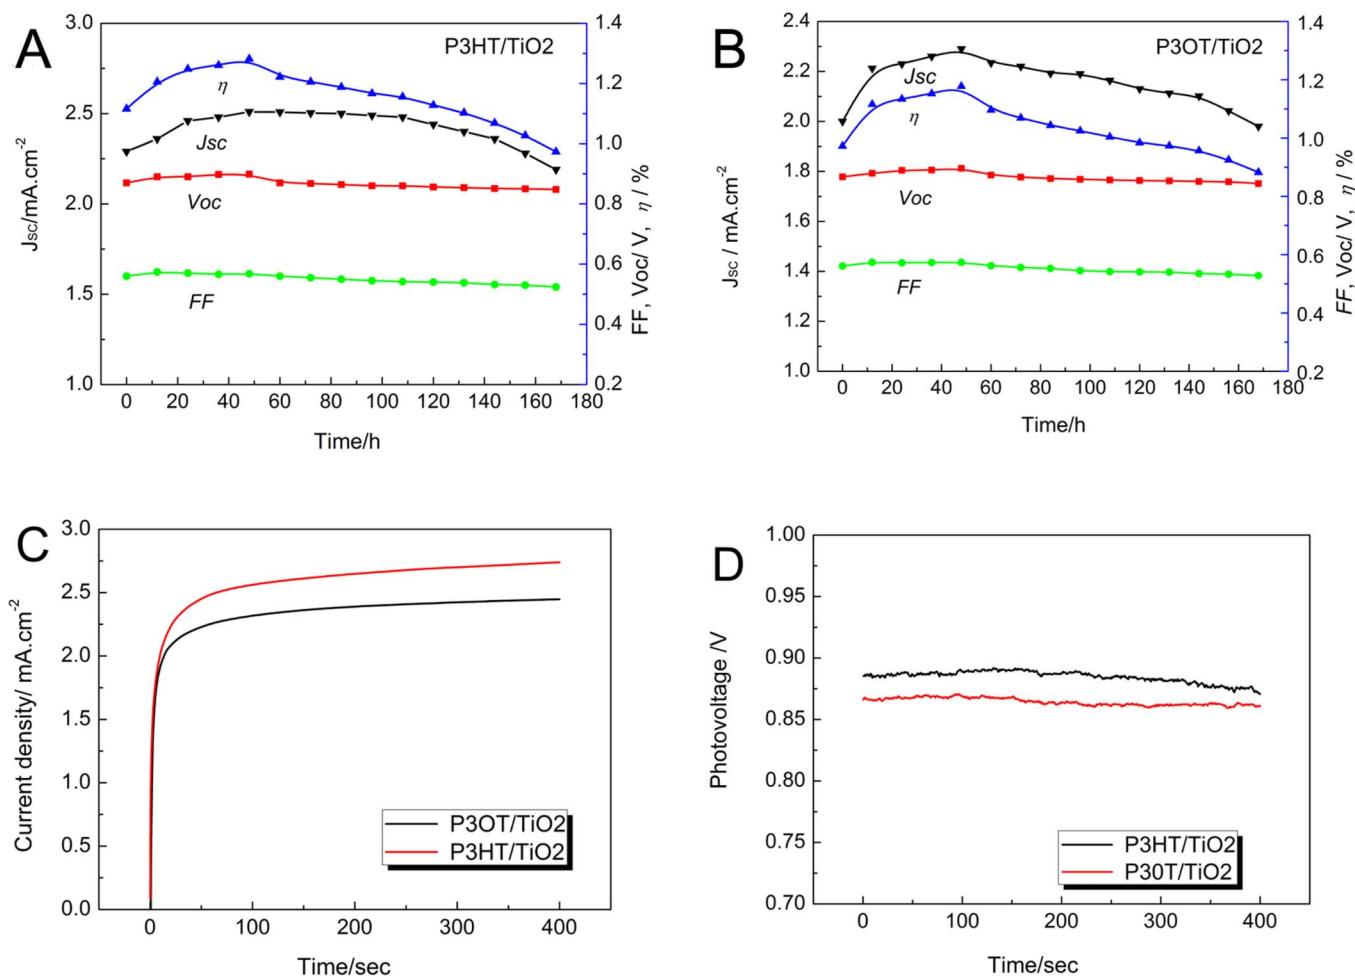 A
P3HT/TiO2
Jsc/mA.cm-2
3.0
2.5
2.0
1.5
1.0
η
Jsc
Voc
FF
1.4
1.2
1.0
0.8
0.6
0.4
0.2
FF, Voc/ V, η / %
0 20 40 60 80 100 120 140 160 180
Time/h
B
P3OT/TiO2
Jsc / mA.cm-2
2.4
2.2
2.0
1.8
1.6
1.4
1.2
1.0
Jsc
η
Voc
FF
1.4
1.2
1.0
0.8
0.6
0.4
0.2
FF, Voc/ V, η / %
0 20 40 60 80 100 120 140 160 180
Time/h
C
Current density/ mA.cm-2
3.0
2.5
2.0
1.5
1.0
0.5
0.0
P3OT/TiO2
P3HT/TiO2
0 100 200 300 400
Time/sec
D
Photovoltage /V
1.00
0.95
0.90
0.85
0.80
0.75
0.70
P3HT/TiO2
P30T/TiO2
0 100 200 300 400
Time/sec